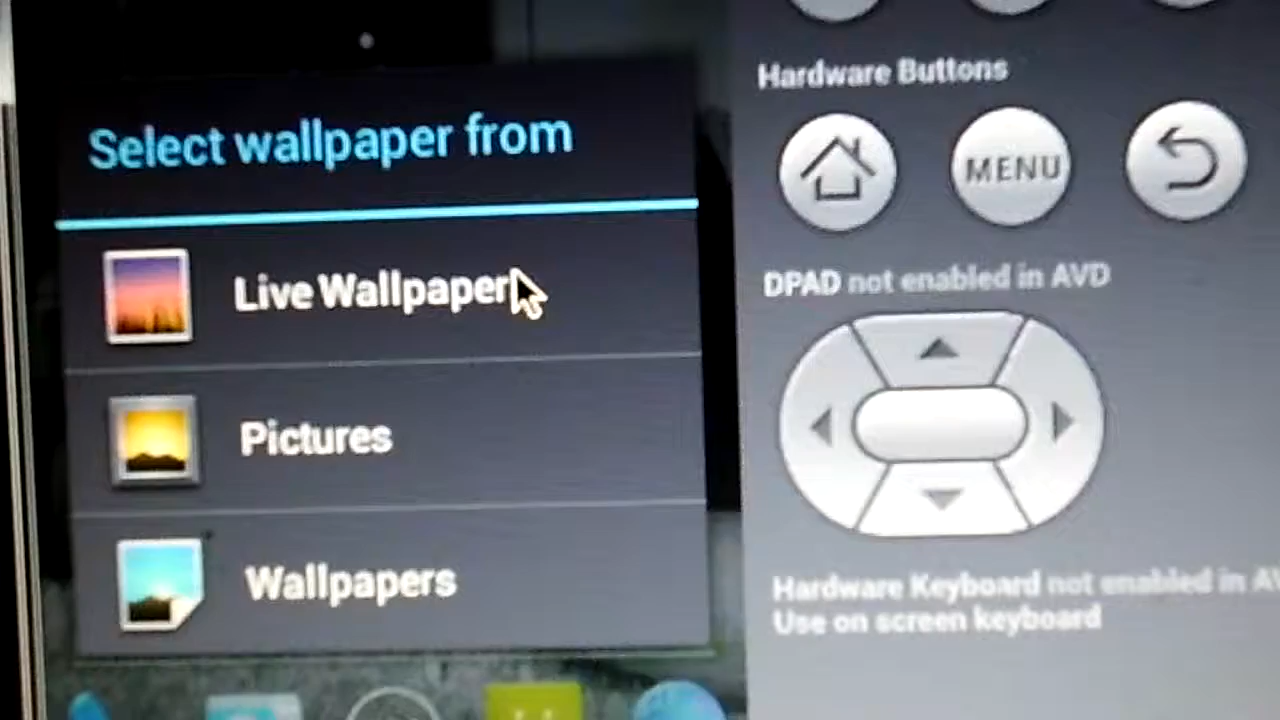 Select wallpaper from
Live Wallpaper
Pictures
Wallpapers
Hardware Buttons
MENU
DPAD not enabled in AVD
Hardware Keyboard not enabled in
Use on screen keyboard